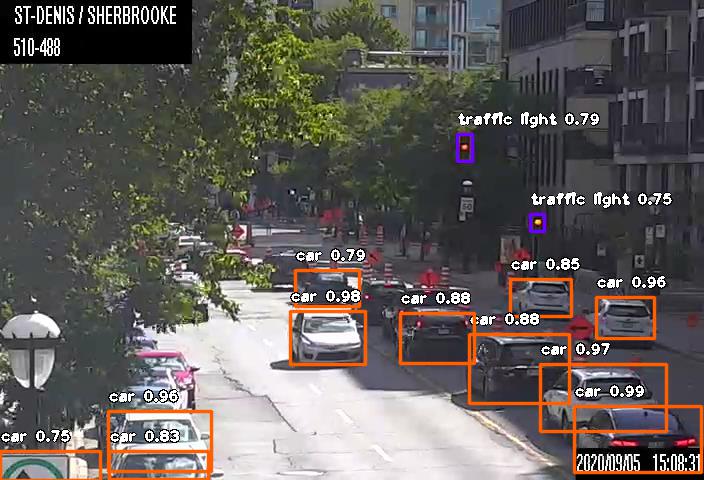 ST-DENIS / SHERBROOKE
510-488
traffic light 0.79
traffic light 0.75
car 0.79
car 0.85
car 0.98
car 0.88
car 0.96
car 0.88
car 0.97
car 0.99
car 0.96
car 0.75
car 0.83
50
2020/09/05 15:08:31